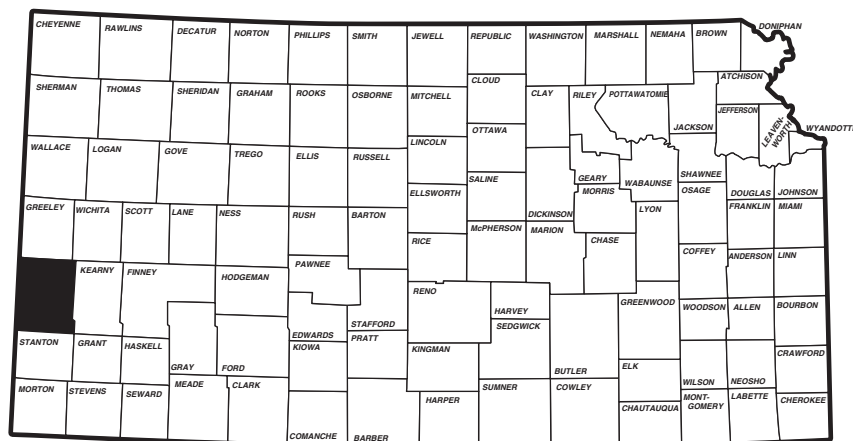 CHEYENNE
RAWLINS
DECATUR
NORTON
PHILLIPS
SMITH
JEWELL
REPUBLIC
WASHINGTON
MARSHALL
NEMAHA
BROWN
DONIPHAN
SHERMAN
THOMAS
SHERIDAN
GRAHAM
ROOKS
OSBORNE
MITCHELL
CLOUD
CLAY
RILEY
POTTAWATOMIE
ATCHISON
JACKSON
JEFFERSON
LEAVEN-
WORTH
WYANDOTT
WALLACE
LOGAN
GOVE
TREGO
ELLIS
RUSSELL
LINCOLN
OTTAWA
SALINE
ELLSWORTH
DICKINSON
GEARY
MORRIS
WABAUNSE
SHAWNEE
OSAGE
DOUGLAS
JOHNSON
GREELEY
WICHITA
SCOTT
LANE
NESS
RUSH
BARTON
RICE
McPHERSON
MARION
CHASE
LYON
FRANKLIN
MIAMI
COFFEY
ANDERSON
LINN
KEARNY
FINNEY
HODGEMAN
PAWNEE
STAFFORD
EDWARDS
RENO
HARVEY
SEDGWICK
BUTLER
GREENWOOD
WOODSON
ALLEN
BOURBON
STANTON
GRANT
HASKELL
GRAY
FORD
KIOWA
PRATT
KINGMAN
ELK
WILSON
NEOSHO
CRAWFORD
MORTON
STEVENS
SEWARD
MEADE
CLARK
COMANCHE
BARBER
HARPER
SUMNER
COWLEY
CHAUTAUQUA
MONT-
GOMERY
LABETTE
CHEROKEE